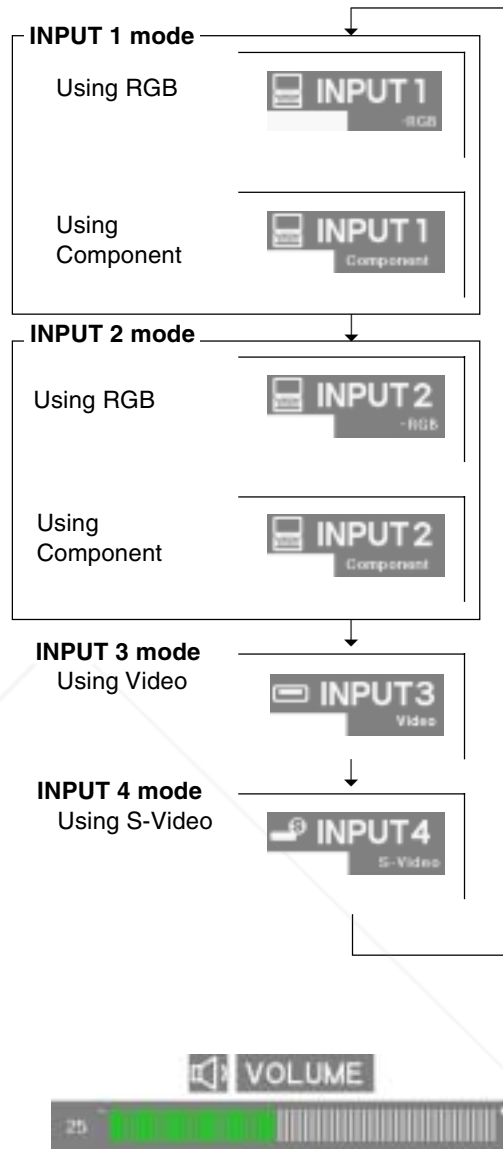 INPUT 1 mode
Using RGB
INPUT 1
-RGB
Using
Component
INPUT 1
Component
INPUT 2 mode
Using RGB
INPUT 2
-RGB
Using
Component
INPUT 2
Component
INPUT 3 mode
Using Video
INPUT3
Video
INPUT 4 mode
Using S-Video
S INPUT4
S-Video
VOLUME
25